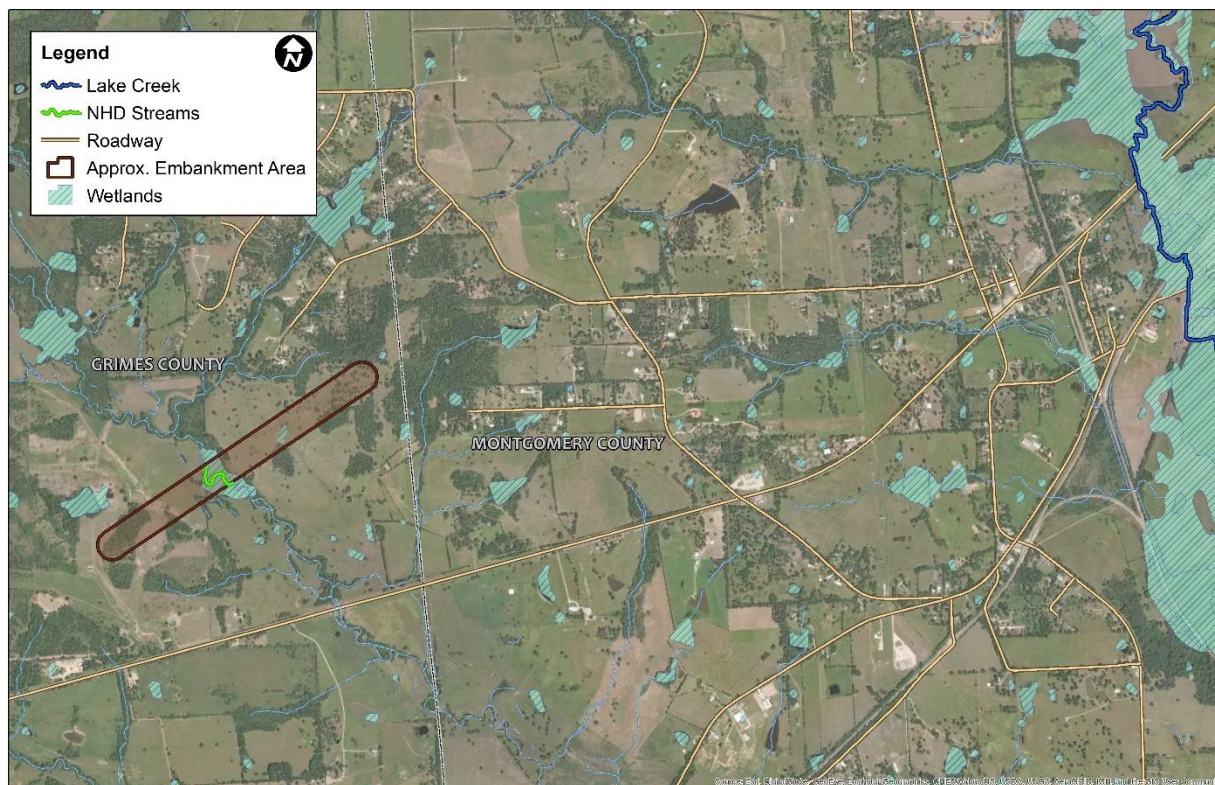 Legend
N
Lake Creek
NHD Streams
Roadway
Approx. Embankment Area
Wetlands
GRIMES COUNTY
MONTGOMERY COUNTY